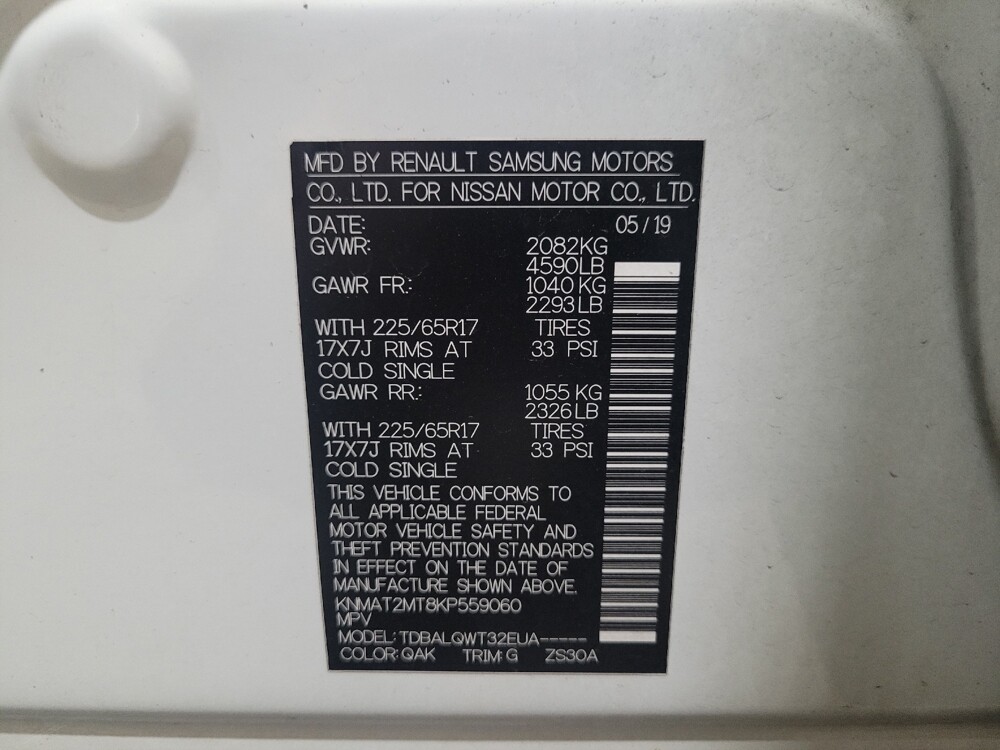 MFD BY RENAULT SAMSUNG MOTORS
CO., LTD. FOR NISSAN MOTOR CO., LTD.
DATE: 05/19
GVWR: 2082KG
4590LB
GAWR FR.: 1040 KG
2293LB
WITH 225/65R17 TIRES
17X7J RIMS AT 33 PSI
COLD SINGLE
GAWR RR.: 1055 KG
2326LB
WITH 225/65R17 TIRES
17X7J RIMS AT 33 PSI
COLD SINGLE
THIS VEHICLE CONFORMS TO
ALL APPLICABLE FEDERAL
MOTOR VEHICLE SAFETY AND
THEFT PREVENTION STANDARDS
IN EFFECT ON THE DATE OF
MANUFACTURE SHOWN ABOVE.
KNMAT2MT8KP559060
MPV
MODEL: TDBALQWT32EUA-----
COLOR: QAK TRIM: G ZS30A